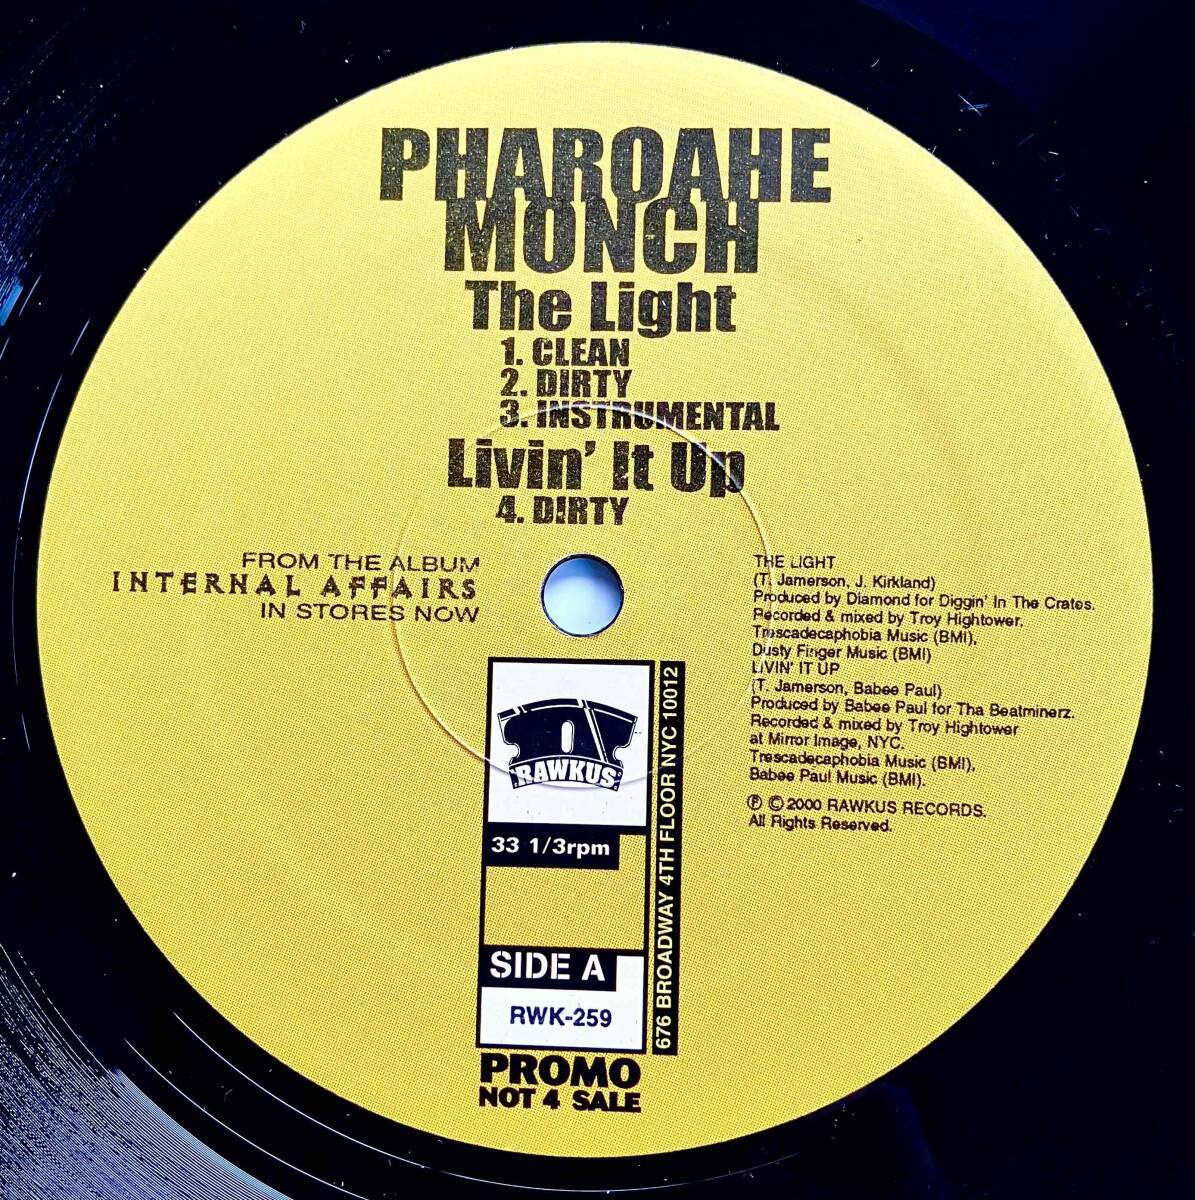 PHAROAHE
MONCH
The Light
1. CLEAN
2. DIRTY
3. INSTRUMENTAL
Livin' It Up
4. DIRTY
FROM THE ALBUM
INTERNAL AFFAIRS
IN STORES NOW
THE LIGHT
(T. Jamerson, J. Kirkland)
Produced by Diamond for Diggin' In The Crates.
Recorded & mixed by Troy Hightower.
Trescadecaphobia Music (BMI),
Dusty Finger Music (BMI)
LIVIN' IT UP
(T. Jamerson, Babee Paul)
Produced by Babee Paul for Tha Beatminerz.
Recorded & mixed by Troy Hightower
at Mirror Image, NYC.
Trescadecaphobia Music (BMI),
Babee Paul Music (BMI).
℗ © 2000 RAWKUS RECORDS.
All Rights Reserved.
RAWKUS
33 1/3rpm
SIDE A
RWK-259
676 BROADWAY 4TH FLOOR NYC 10012
PROMO
NOT 4 SALE